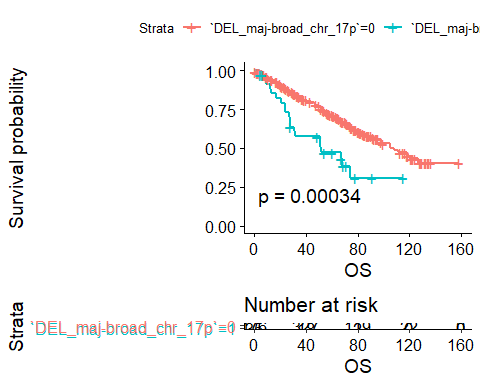 Strata `DEL_maj-broad_chr_17p`=0 `DEL_maj-b
Survival probability
1.00
0.75
0.50
0.25
0.00
p = 0.00034
0 40 80 120 160
OS
Number at risk
Strata
0 40 80 120 160
OS